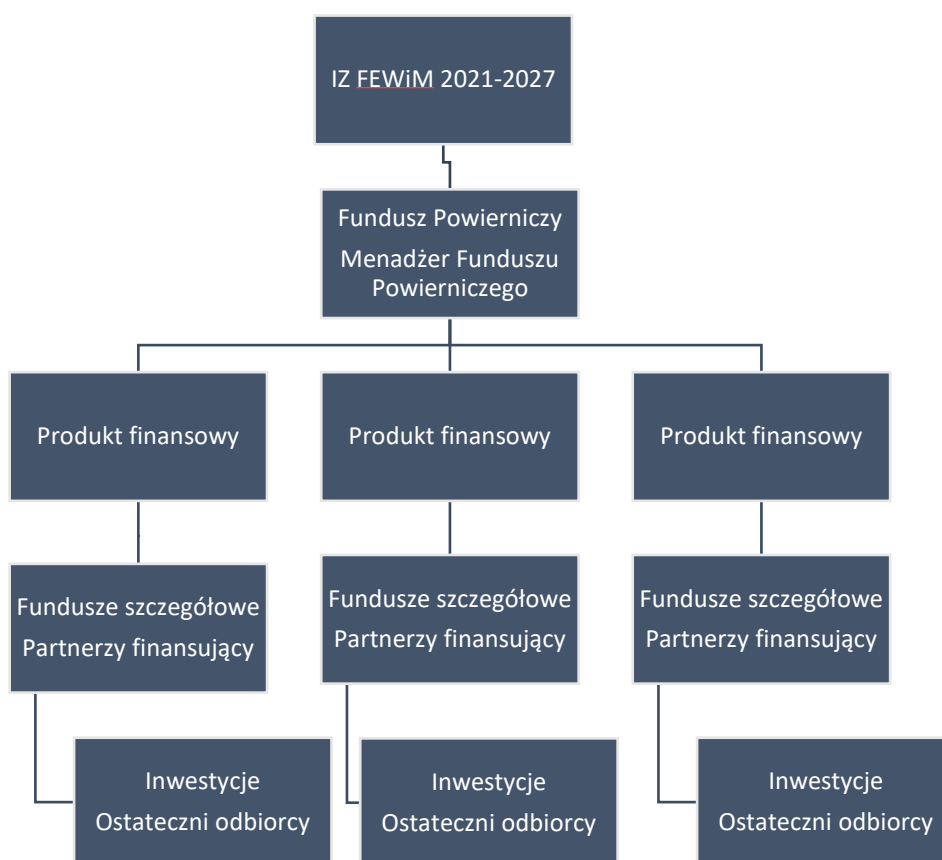 IZ FEWiM 2021-2027
Fundusz Powierniczy
Menadżer Funduszu
Powierniczego
Produkt finansowy
Produkt finansowy
Produkt finansowy
Fundusze szczegółowe
Partnerzy finansujący
Fundusze szczegółowe
Partnerzy finansujący
Fundusze szczegółowe
Partnerzy finansujący
Inwestycje
Ostateczni odbiorcy
Inwestycje
Ostateczni odbiorcy
Inwestycje
Ostateczni odbiorcy